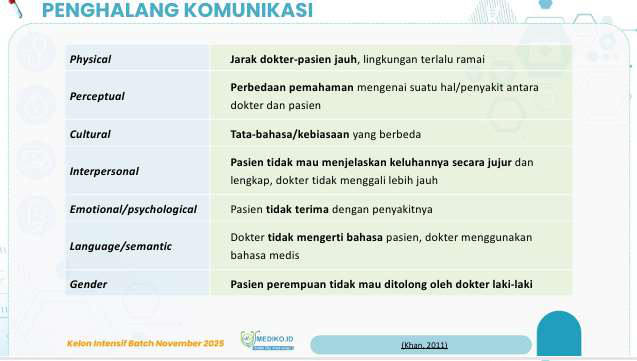 PENGHALANG KOMUNIKASI
Physical
Jarak dokter-pasien jauh, lingkungan terlalu ramai
Perceptual
Perbedaan pemahaman mengenai suatu hal/penyakit antara
dokter dan pasien
Cultural
Tata-bahasa/kebiasaan yang berbeda
Interpersonal
Pasien tidak mau menjelaskan keluhannya secara jujur dan
lengkap, dokter tidak menggali lebih jauh
Emotional/psychological
Pasien tidak terima dengan penyakitnya
Language/semantic
Dokter tidak mengerti bahasa pasien, dokter menggunakan
bahasa medis
Gender
Pasien perempuan tidak mau ditolong oleh dokter laki-laki
Kelon Intensif Batch November 2025
MEDIKO.ID
(Khan, 2011)